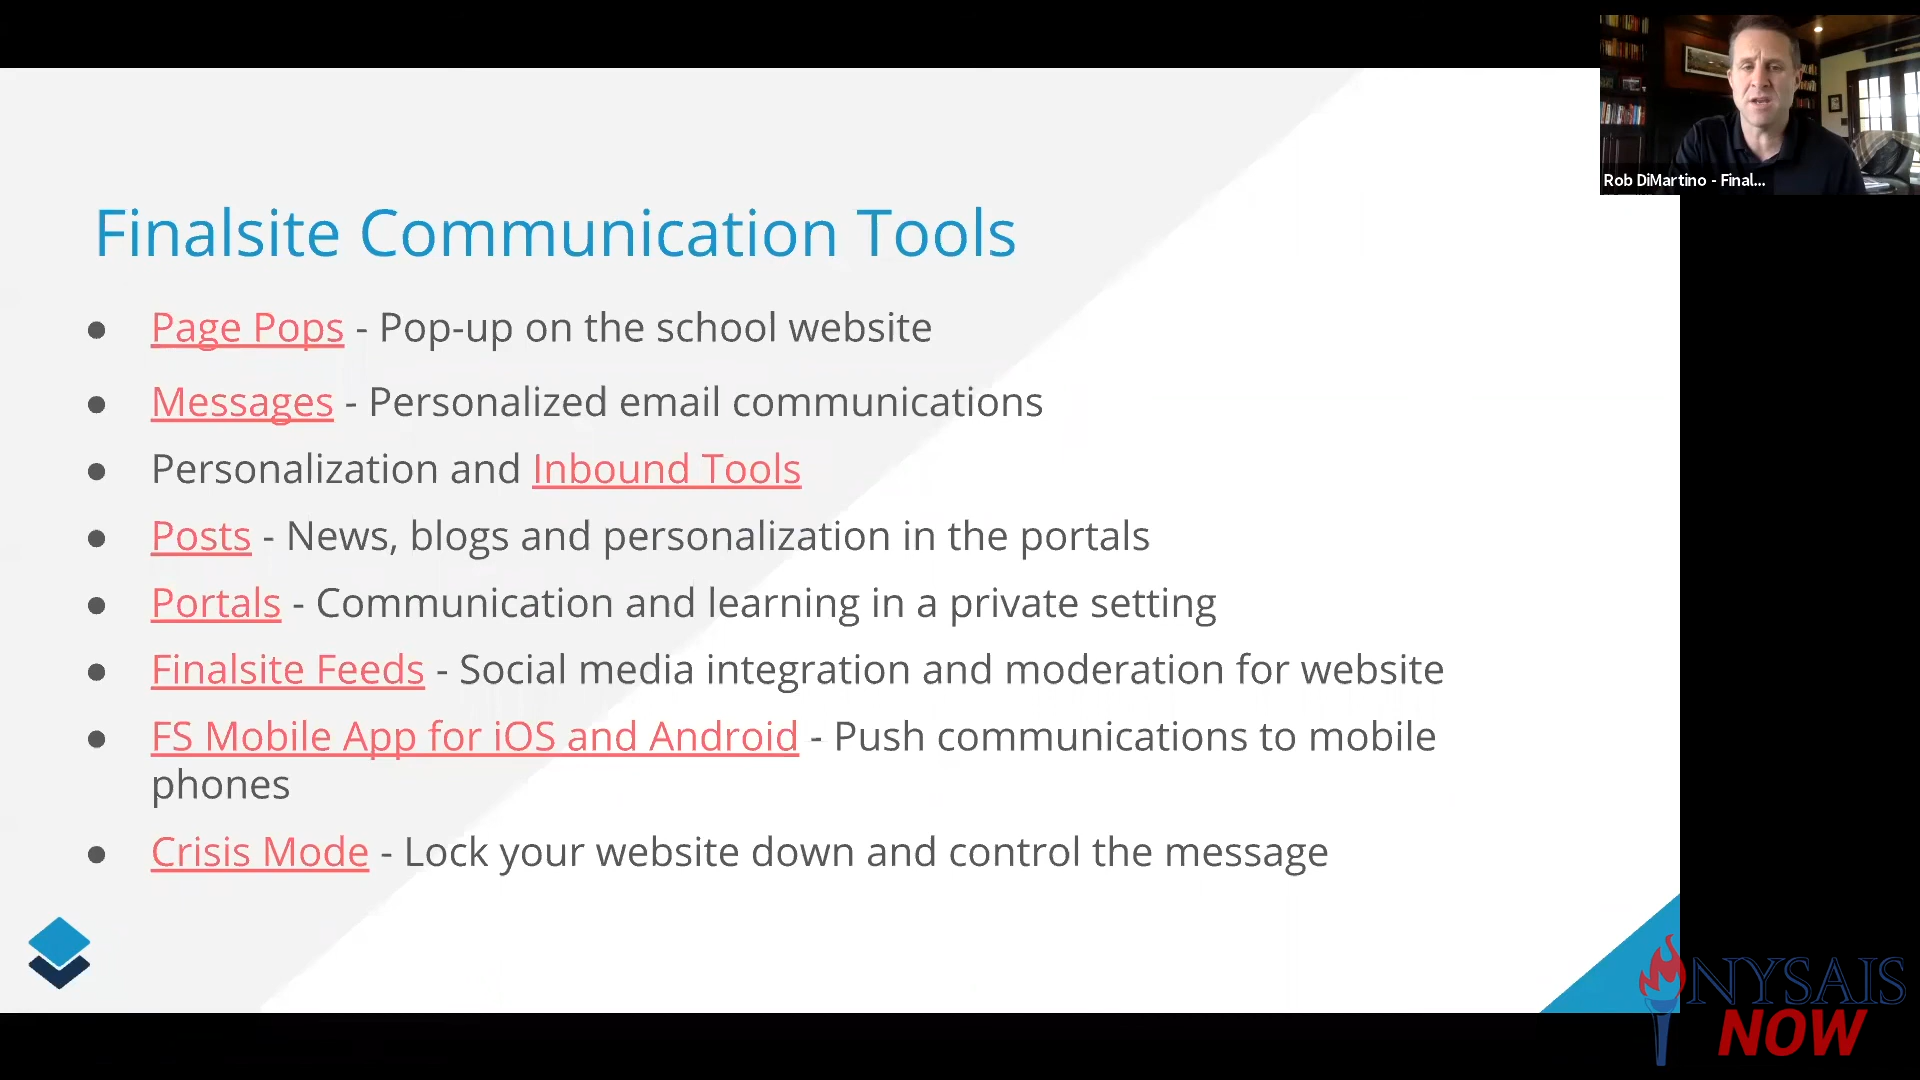 Rob DiMartino - Final...
Finalsite Communication Tools
● Page Pops - Pop-up on the school website
● Messages - Personalized email communications
● Personalization and Inbound Tools
● Posts - News, blogs and personalization in the portals
● Portals - Communication and learning in a private setting
● Finalsite Feeds - Social media integration and moderation for website
● FS Mobile App for iOS and Android - Push communications to mobile
phones
● Crisis Mode - Lock your website down and control the message
NYSAIS
NOW